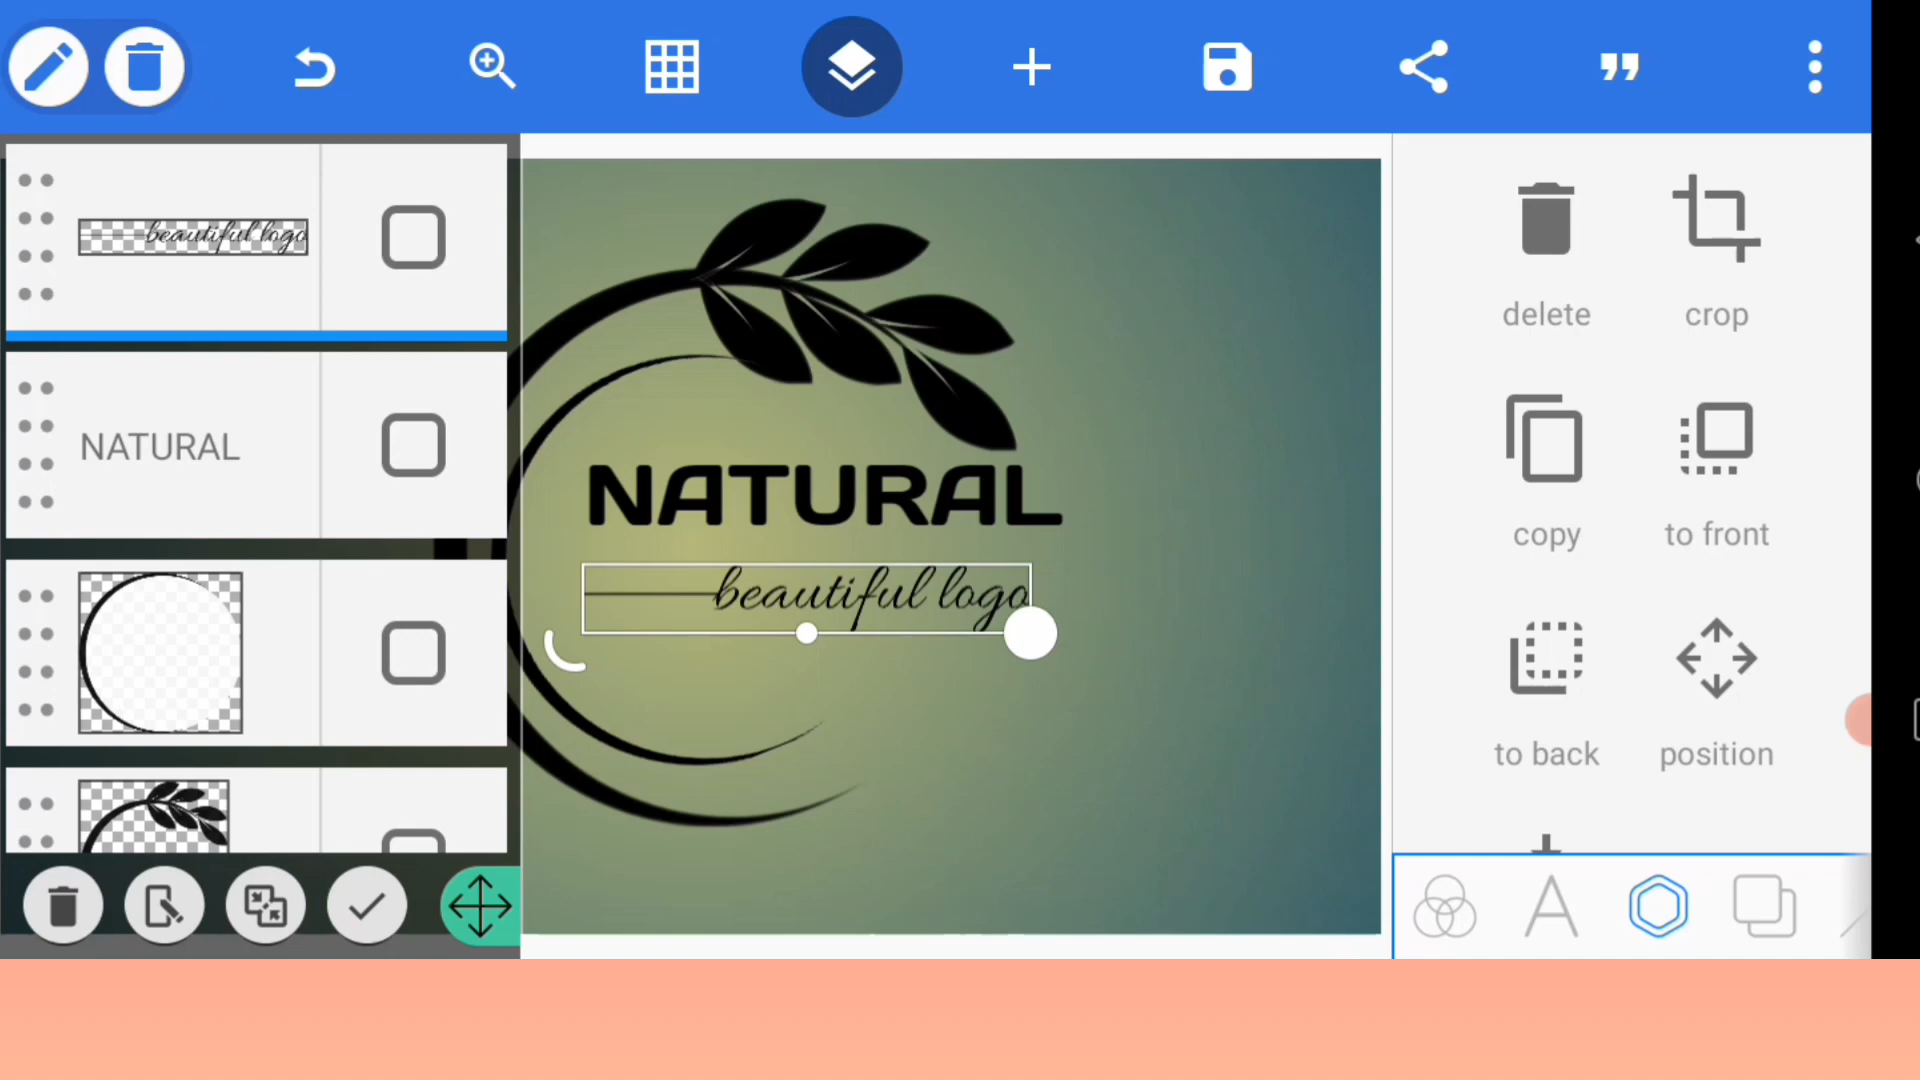 beautiful logo
NATURAL
NATURAL
beautiful logo
delete
crop
copy
to front
to back
position